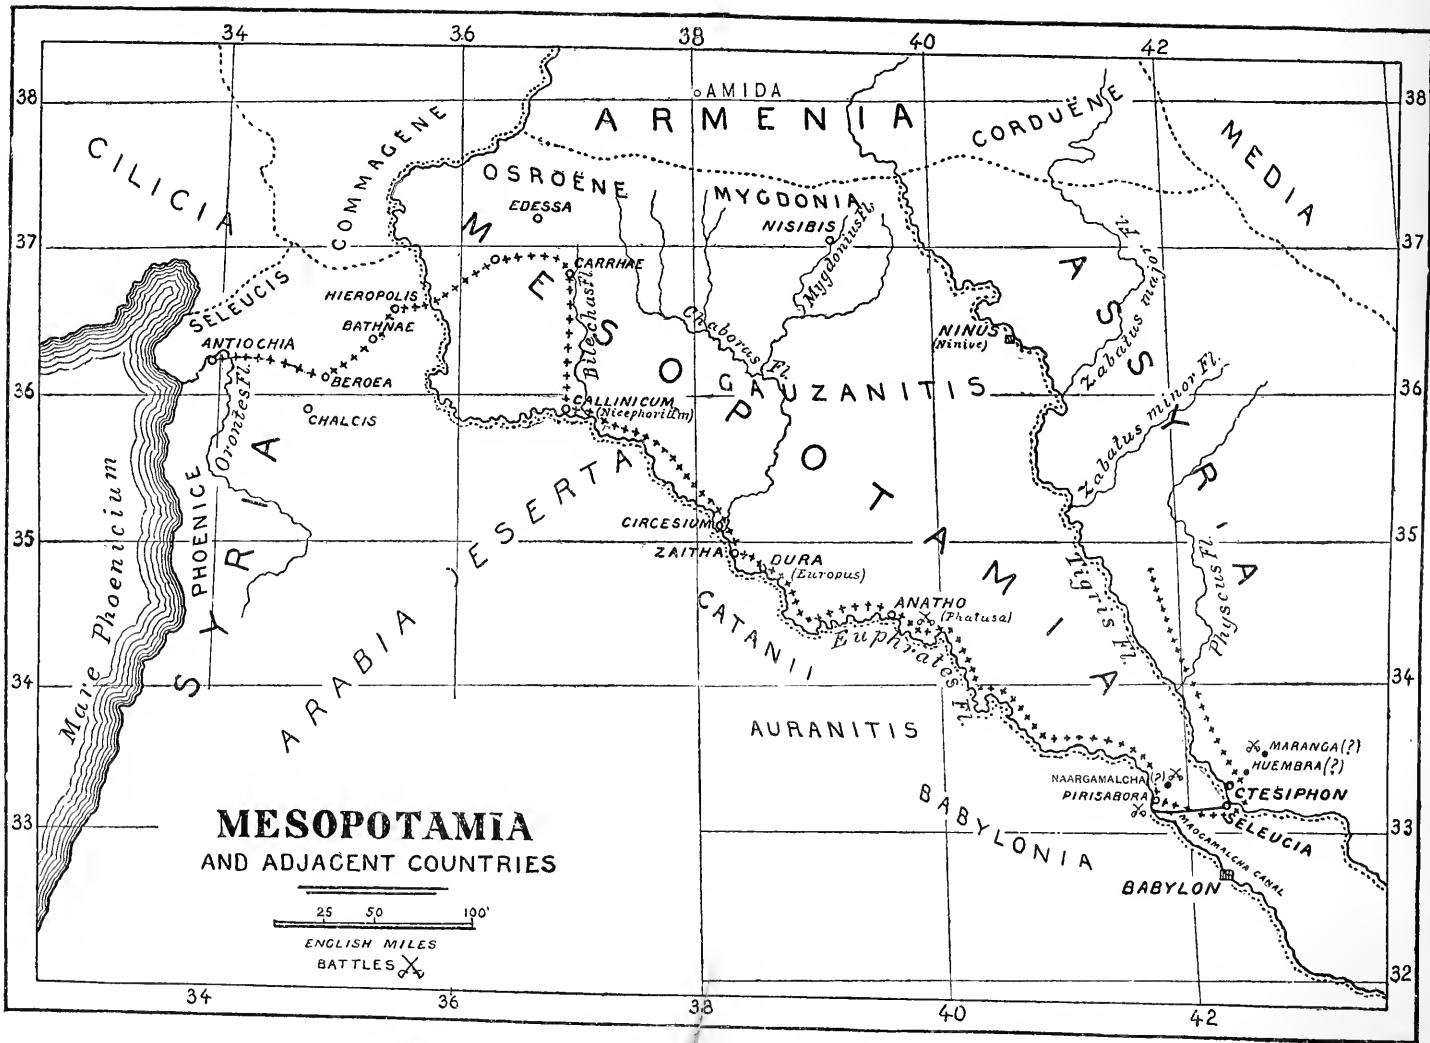 34 36 38 40 42
38 38
AMIDA
ARMENIA
CORDUËNE
MEDIA
CILICIA
COMMAGÈNE
OSROËNE
EDESSA
MYGDONIA
NISIBIS
Mygdonius Fl.
37 37
SELEUCIS
HIEROPOLIS
BATHNAE
CARRHAE
Bilechas Fl.
Chaboras Fl.
MESOPOTAMIA
ASSYRIA
Zabatus major Fl.
NINUS
(Ninive)
ANTIOCHIA
BEROEA
CHALCIS
Orontes Fl.
36 36
GAUZANITIS
CALLINICUM
(Nicephorium)
Zabatus minor Fl.
Mare Phoenicium
PHOENICE
SYRIA
ARABIA DESERTA
CIRCESIUM
ZAITHA
DURA
(Europus)
35 35
CATANII
ANATHO
(Phatusa)
Euphrates Fl.
Tigris Fl.
Physcus Fl.
34 34
AURANITIS
MARANGA(?)
HUEMBRA(?)
NAARGAMALCHA(?)
PIRISABORA
CTESIPHON
SELEUCIA
MAOGAMALCHA CANAL
BABYLONIA
BABYLON
33 33
MESOPOTAMIA
AND ADJACENT COUNTRIES
25 50 100'
ENGLISH MILES
BATTLES
32
34 36 38 40 42